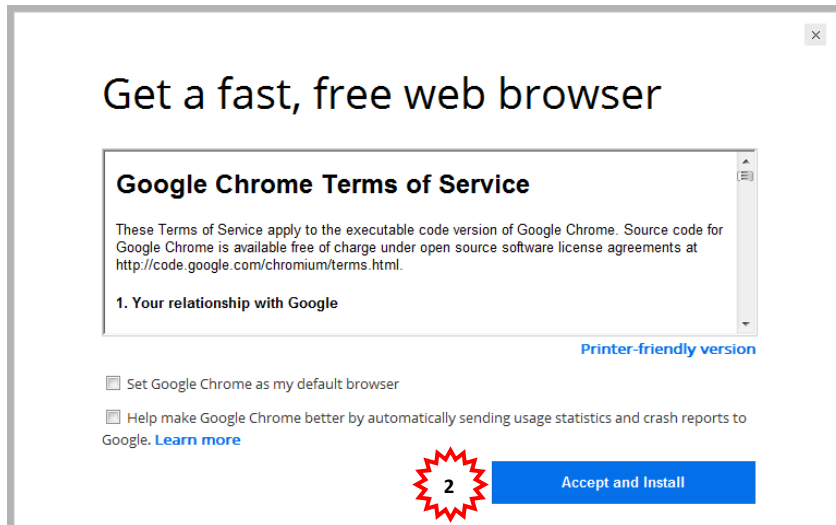 ×
Get a fast, free web browser
Google Chrome Terms of Service
These Terms of Service apply to the executable code version of Google Chrome. Source code for
Google Chrome is available free of charge under open source software license agreements at
http://code.google.com/chromium/terms.html.
1. Your relationship with Google
Printer-friendly version
Set Google Chrome as my default browser
Help make Google Chrome better by automatically sending usage statistics and crash reports to
Google. Learn more
2
Accept and Install